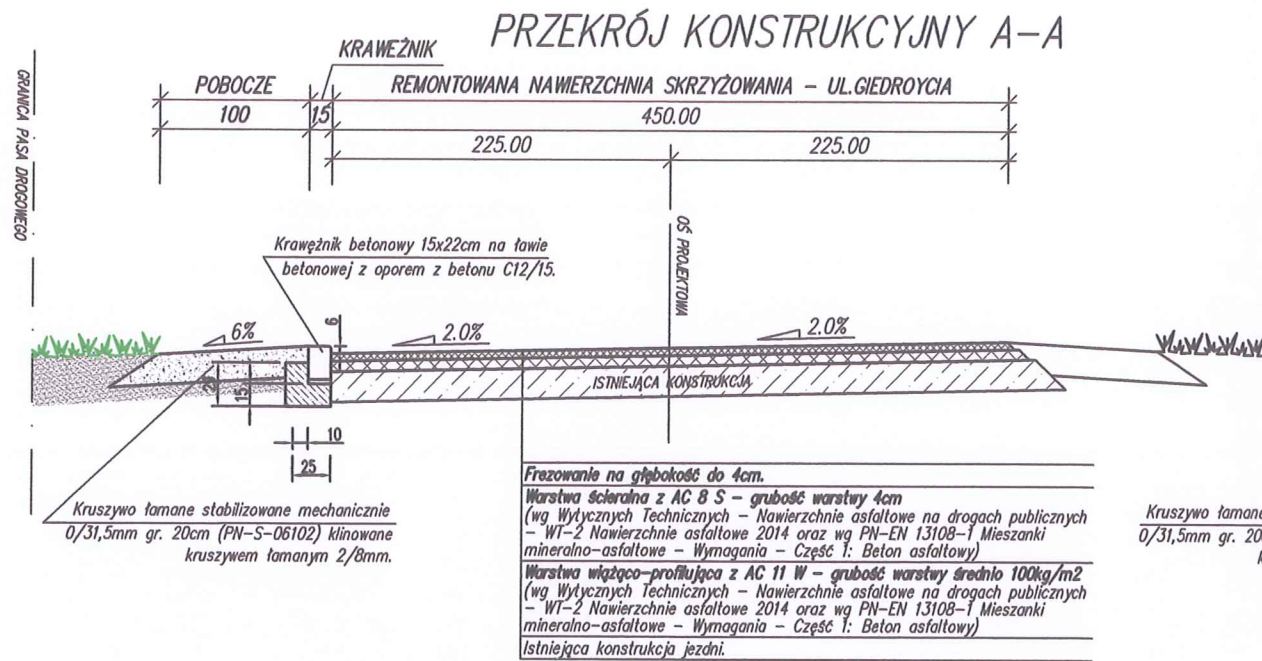 PRZEKRÓJ KONSTRUKCYJNY A-A
KRAWĘŻNIK
GRANICA PASA DROGOWEGO
POBOCZE
REMONTOWANA NAWIERZCHNIA SKRZYŻOWANIA - UL.GIEDROYCIA
100
15
450.00
225.00
225.00
OŚ PROJEKTOWA
Krawężnik betonowy 15x22cm na ławie
betonowej z oporem z betonu C12/15.
6%
6
2.0%
2.0%
ISTNIEJĄCA KONSTRUKCJA
15
10
25
Kruszywo łamane stabilizowane mechanicznie
0/31,5mm gr. 20cm (PN-S-06102) klinowane
kruszywem łamanym 2/8mm.
Frezowanie na głębokość do 4cm.
Warstwa ścieralna z AC 8 S - grubość warstwy 4cm
(wg Wytycznych Technicznych - Nawierzchnie asfaltowe na drogach publicznych
- WT-2 Nawierzchnie asfaltowe 2014 oraz wg PN-EN 13108-1 Mieszanki
mineralno-asfaltowe - Wymagania - Część 1: Beton asfaltowy)
Warstwa wiążąco-profilująca z AC 11 W - grubość warstwy średnio 100kg/m2
(wg Wytycznych Technicznych - Nawierzchnie asfaltowe na drogach publicznych
- WT-2 Nawierzchnie asfaltowe 2014 oraz wg PN-EN 13108-1 Mieszanki
mineralno-asfaltowe - Wymagania - Część 1: Beton asfaltowy)
Istniejąca konstrukcja jezdni.
Kruszywo łamane
0/31,5mm gr. 20
k